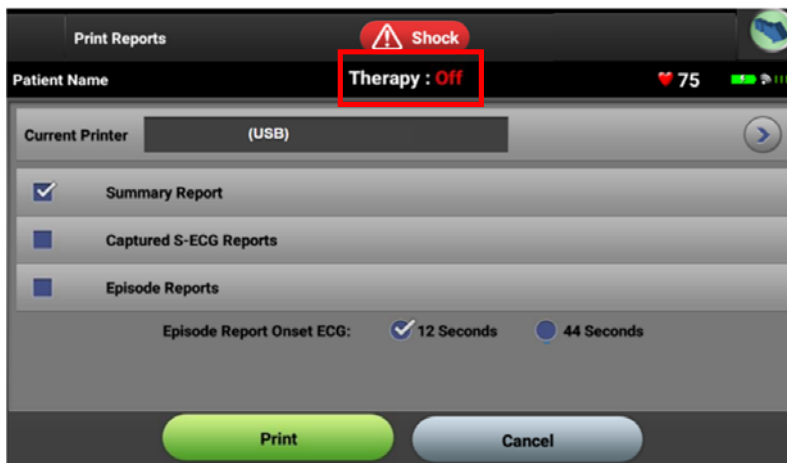 Print Reports
Shock
Patient Name
Therapy : Off
75
Current Printer
(USB)
Summary Report
Captured S-ECG Reports
Episode Reports
Episode Report Onset ECG: 12 Seconds 44 Seconds
Print
Cancel